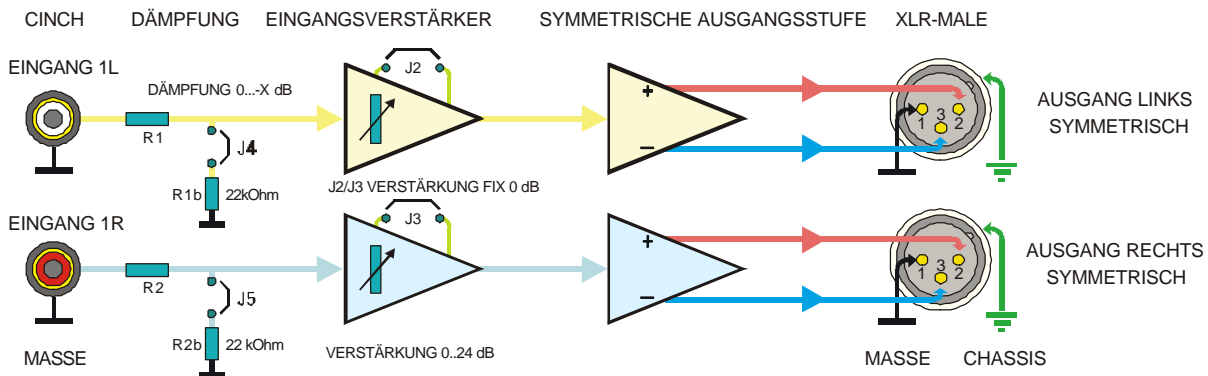 CINCH DÄMPFUNG EINGANGSVERSTÄRKER SYMMETRISCHE AUSGANGSSTUFE XLR-MALE
EINGANG 1L
DÄMPFUNG 0...-X dB
J2
R1
J4
R1b 22kOhm
+
−
1 3 2
AUSGANG LINKS
SYMMETRISCH
J2/J3 VERSTÄRKUNG FIX 0 dB
EINGANG 1R
J3
R2
J5
R2b 22 kOhm
+
−
1 3 2
AUSGANG RECHTS
SYMMETRISCH
MASSE VERSTÄRKUNG 0..24 dB MASSE CHASSIS